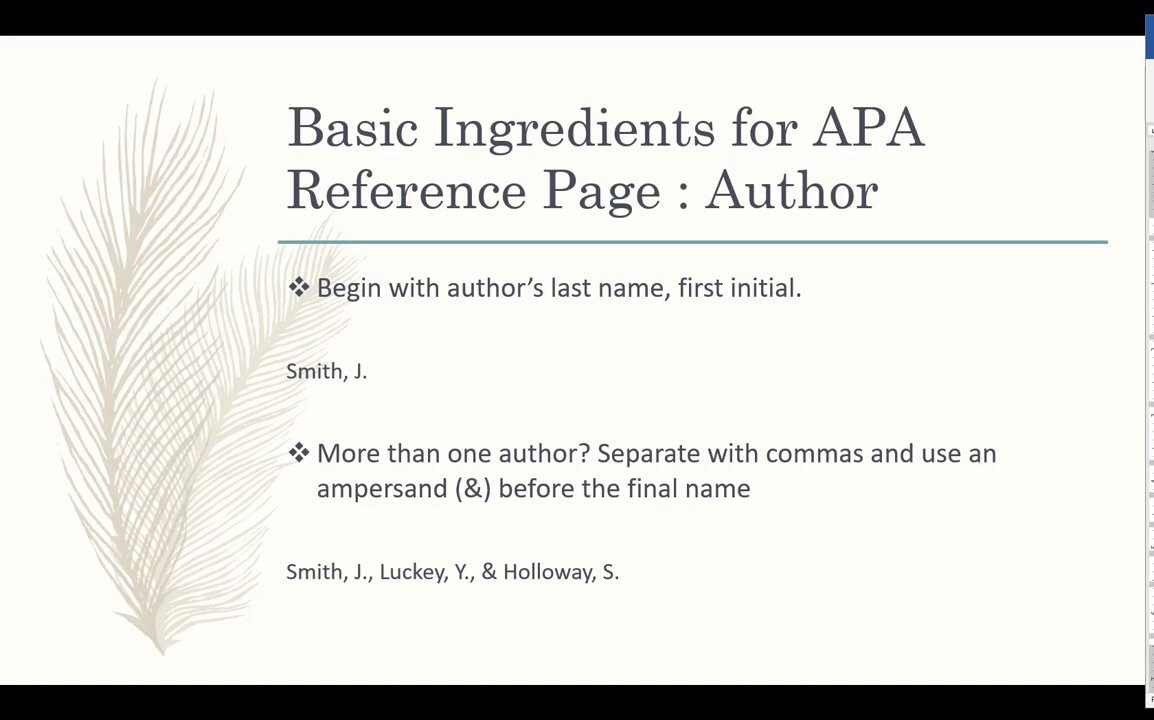 Basic Ingredients for APA
Reference Page : Author
❖ Begin with author’s last name, first initial.
Smith, J.
❖ More than one author? Separate with commas and use an
ampersand (&) before the final name
Smith, J., Luckey, Y., & Holloway, S.